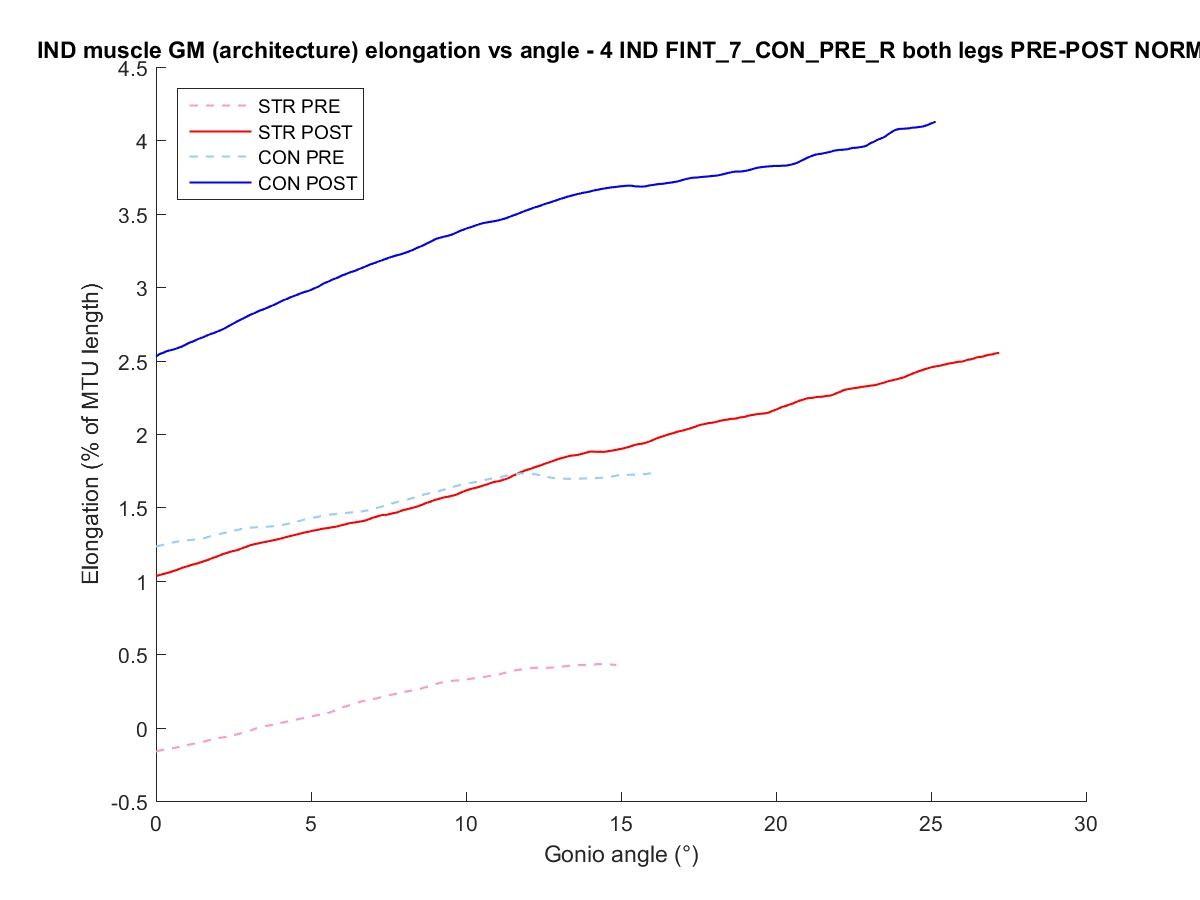 IND muscle GM (architecture) elongation vs angle - 4 IND FINT_7_CON_PRE_R both legs PRE-POST NORM
4.5
4
3.5
3
2.5
2
1.5
1
0.5
0
-0.5
Elongation (% of MTU length)
STR PRE
STR POST
CON PRE
CON POST
0 5 10 15 20 25 30
Gonio angle (°)